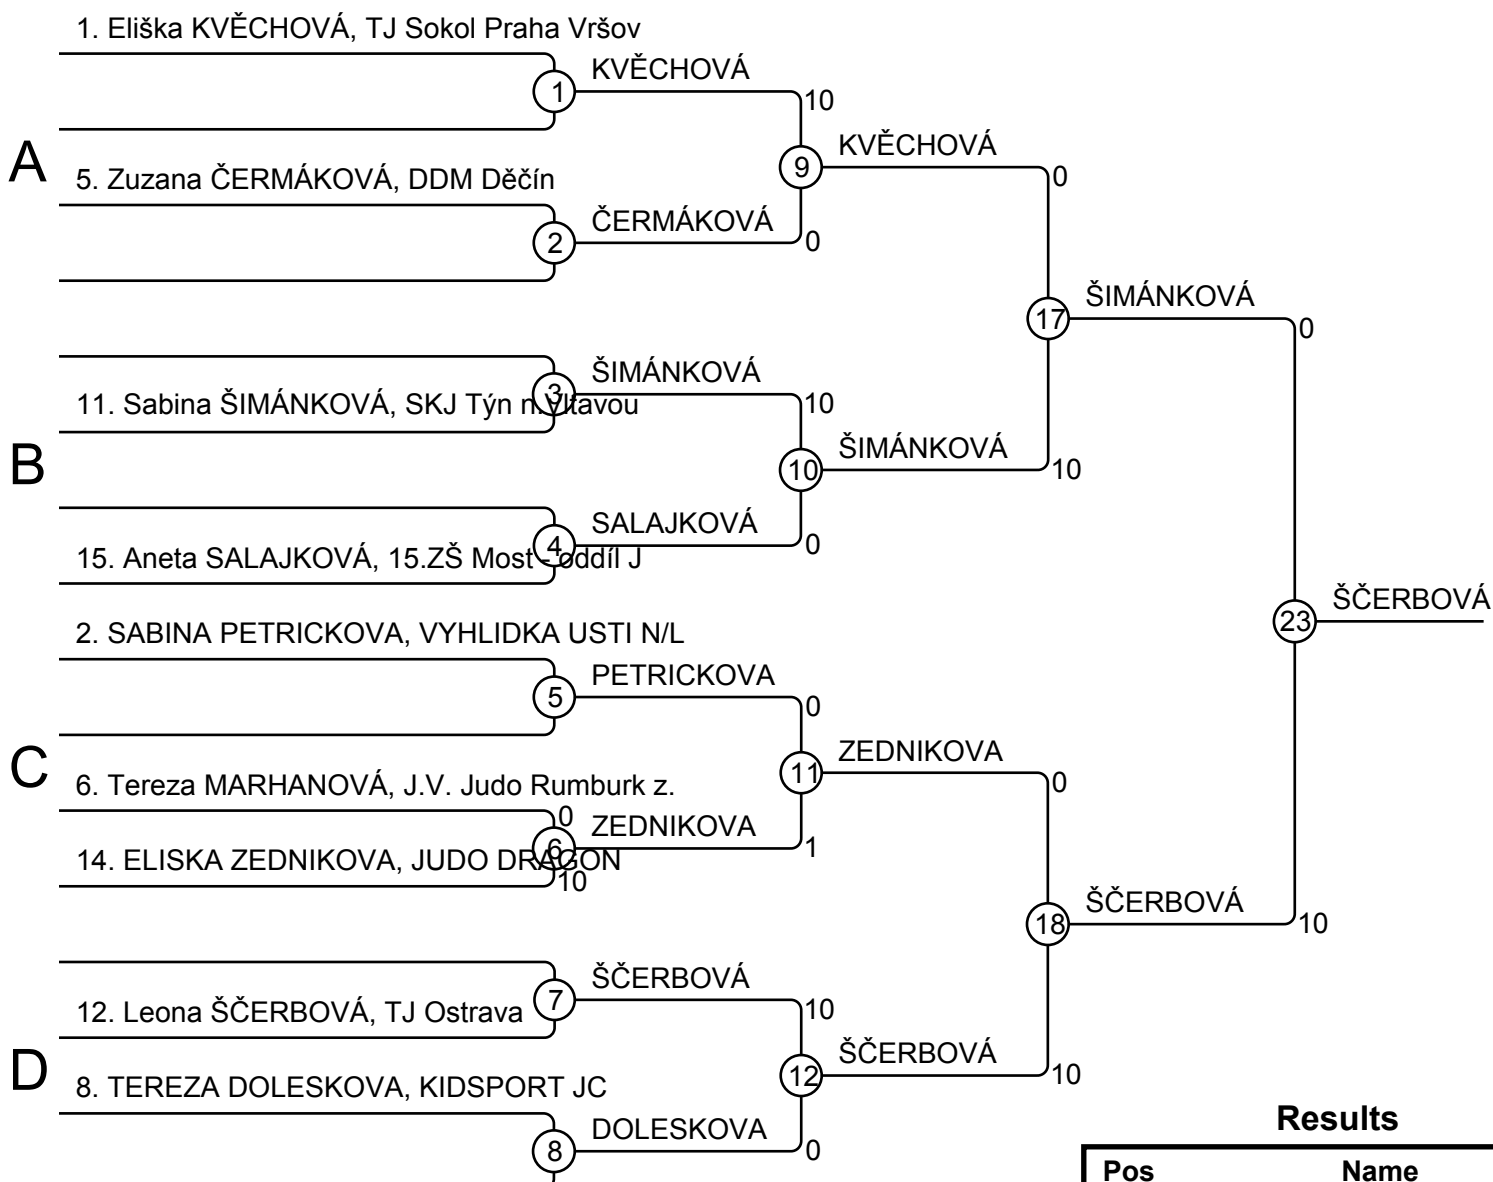 1. Eliška KVĚCHOVÁ, TJ Sokol Praha Vršov
KVĚCHOVÁ
1
10
KVĚCHOVÁ
A
9
0
5. Zuzana ČERMÁKOVÁ, DDM Děčín
ČERMÁKOVÁ
2
0
ŠIMÁNKOVÁ
17
0
ŠIMÁNKOVÁ
3
10
11. Sabina ŠIMÁNKOVÁ, SKJ Týn n.Vltavou
ŠIMÁNKOVÁ
B
10
10
SALAJKOVÁ
4
0
15. Aneta SALAJKOVÁ, 15.ZŠ Most - oddíl J
ŠČERBOVÁ
23
2. SABINA PETRICKOVA, VYHLIDKA USTI N/L
PETRICKOVA
5
0
ZEDNIKOVA
C
11
0
6. Tereza MARHANOVÁ, J.V. Judo Rumburk z.
0
ZEDNIKOVA
6
1
14. ELISKA ZEDNIKOVA, JUDO DRAGON
10
ŠČERBOVÁ
18
10
ŠČERBOVÁ
7
10
12. Leona ŠČERBOVÁ, TJ Ostrava
ŠČERBOVÁ
D
12
10
8. TEREZA DOLESKOVA, KIDSPORT JC
DOLESKOVA
8
0
Results
Pos Name